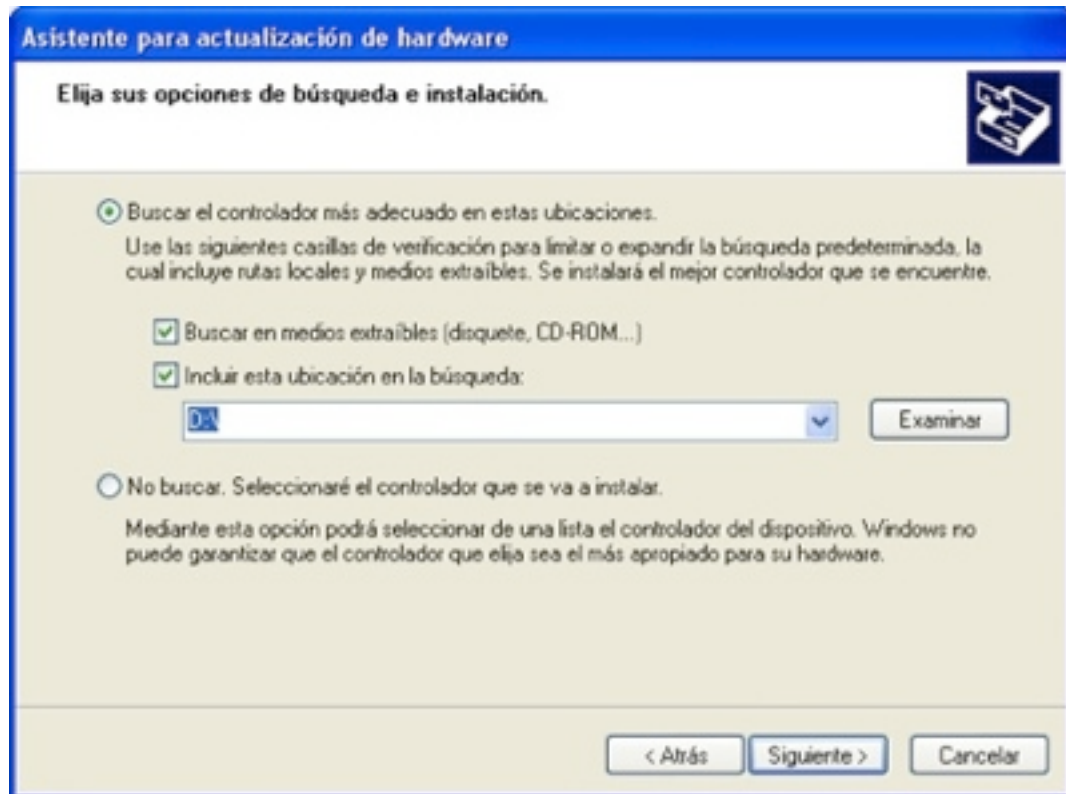 Asistente para actualización de hardware
Elija sus opciones de búsqueda e instalación.
Buscar el controlador más adecuado en estas ubicaciones.
Use las siguientes casillas de verificación para limitar o expandir la búsqueda predeterminada, la
cual incluye rutas locales y medios extraíbles. Se instalará el mejor controlador que se encuentre.
Buscar en medios extraíbles (disquete, CD-ROM...)
Incluir esta ubicación en la búsqueda:
D:\
Examinar
No buscar. Seleccionaré el controlador que se va a instalar.
Mediante esta opción podrá seleccionar de una lista el controlador del dispositivo. Windows no
puede garantizar que el controlador que elija sea el más apropiado para su hardware.
< Atrás
Siguiente >
Cancelar